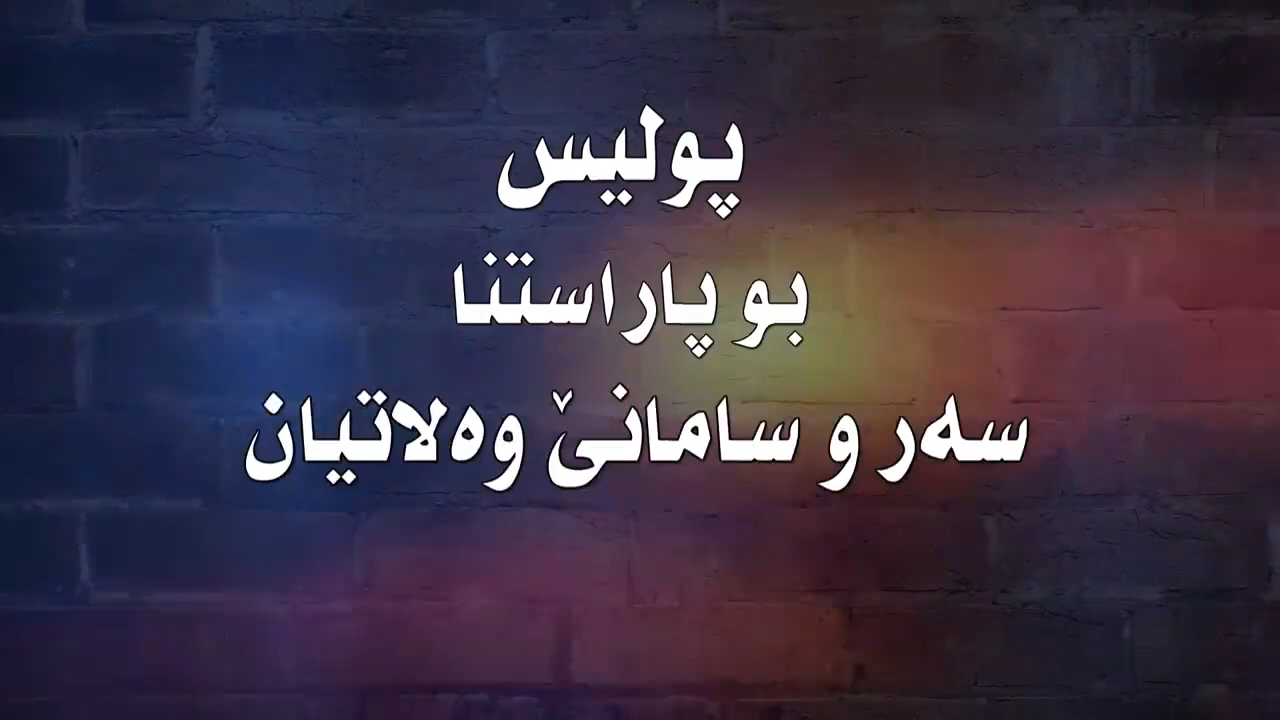 پولیس
بو پاراستنا
سەر و سامانێ وەلاتیان